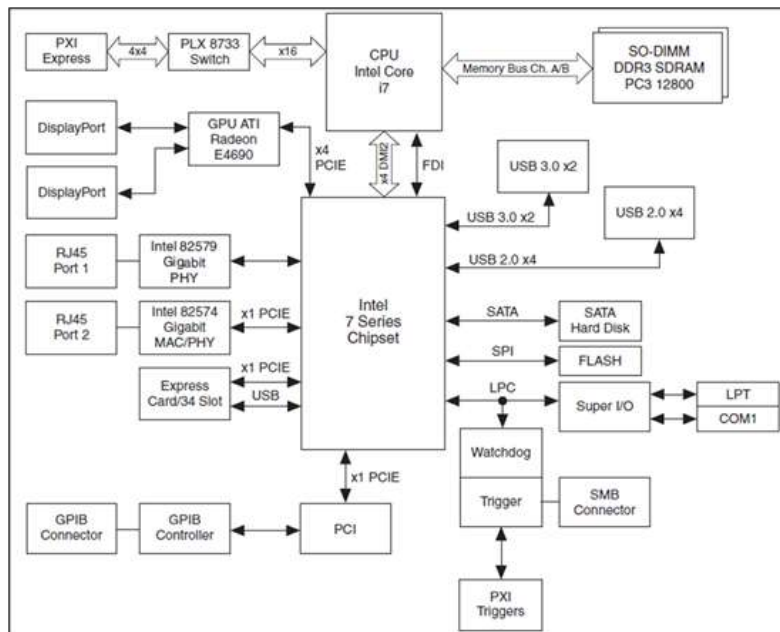 PXI
Express
4x4
PLX 8733
Switch
x16
CPU
Intel Core
i7
Memory Bus Ch. A/B
SO-DIMM
DDR3 SDRAM
PC3 12800
DisplayPort
DisplayPort
GPU ATI
Radeon
E4690
x4
PCIE
x4 DMI2
FDI
USB 3.0 x2
USB 2.0 x4
USB 3.0 x2
USB 2.0 x4
RJ45
Port 1
Intel 82579
Gigabit
PHY
RJ45
Port 2
Intel 82574
Gigabit
MAC/PHY
x1 PCIE
Intel
7 Series
Chipset
SATA
SATA
Hard Disk
SPI
FLASH
Express
Card/34 Slot
x1 PCIE
USB
LPC
Super I/O
LPT
COM1
Watchdog
Trigger
SMB
Connector
x1 PCIE
GPIB
Connector
GPIB
Controller
PCI
PXI
Triggers